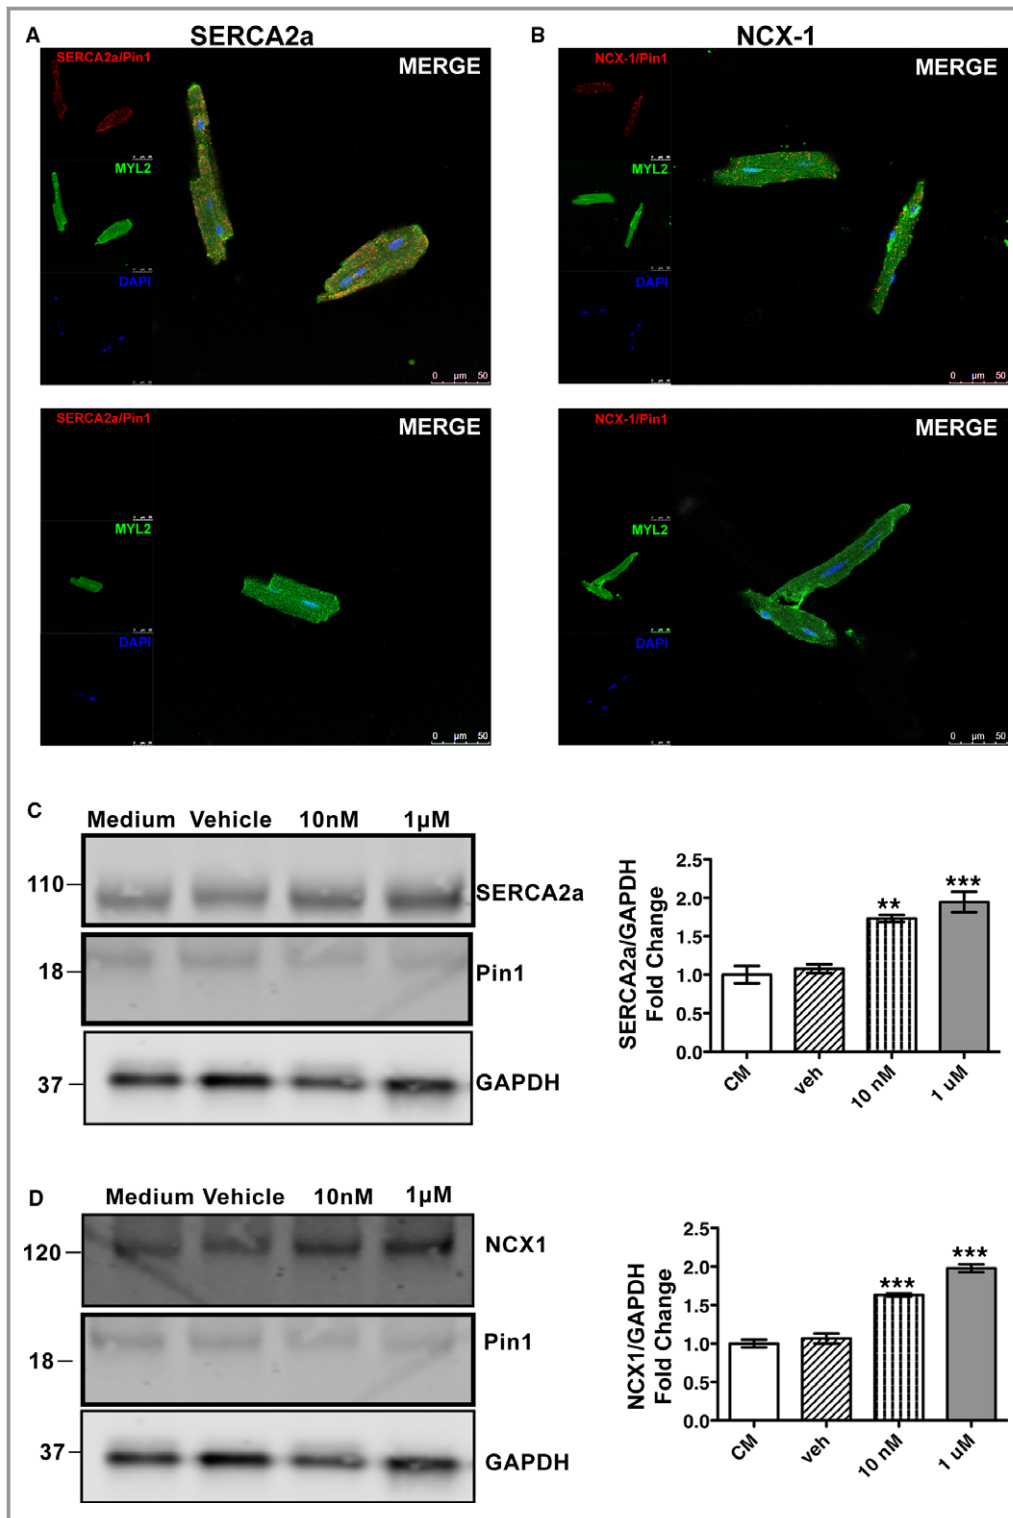 A
SERCA2a
B
NCX-1
SERCA2a/Pin1
MERGE
MYL2
DAPI
0 µm 50
NCX-1/Pin1
MERGE
MYL2
DAPI
0 µm 50
SERCA2a/Pin1
MERGE
MYL2
DAPI
0 µm 50
NCX-1/Pin1
MERGE
MYL2
DAPI
0 µm 50
C
Medium Vehicle 10nM 1µM
110
SERCA2a
18
Pin1
37
GAPDH
SERCA2a/GAPDH
Fold Change
2.5
2.0
1.5
1.0
0.5
0.0
**
***
CM
veh
10 nM
1 uM
D
Medium Vehicle 10nM 1µM
120
NCX1
Pin1
18
37
GAPDH
NCX1/GAPDH
Fold Change
2.5
2.0
1.5
1.0
0.5
0.0
***
***
CM
veh
10 nM
1 uM